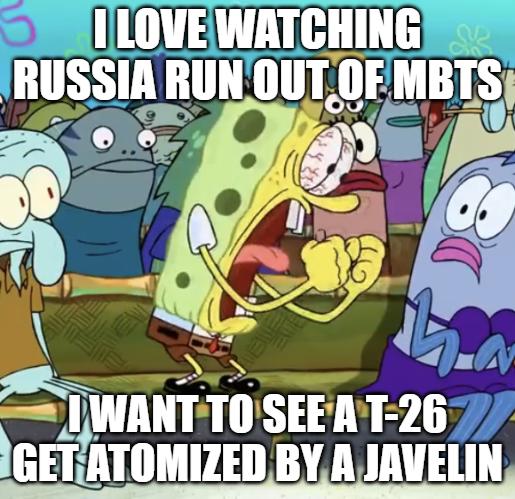 I LOVE WATCHING
RUSSIA RUN OUT OF MBTS
I WANT TO SEE A T-26
GET ATOMIZED BY A JAVELIN